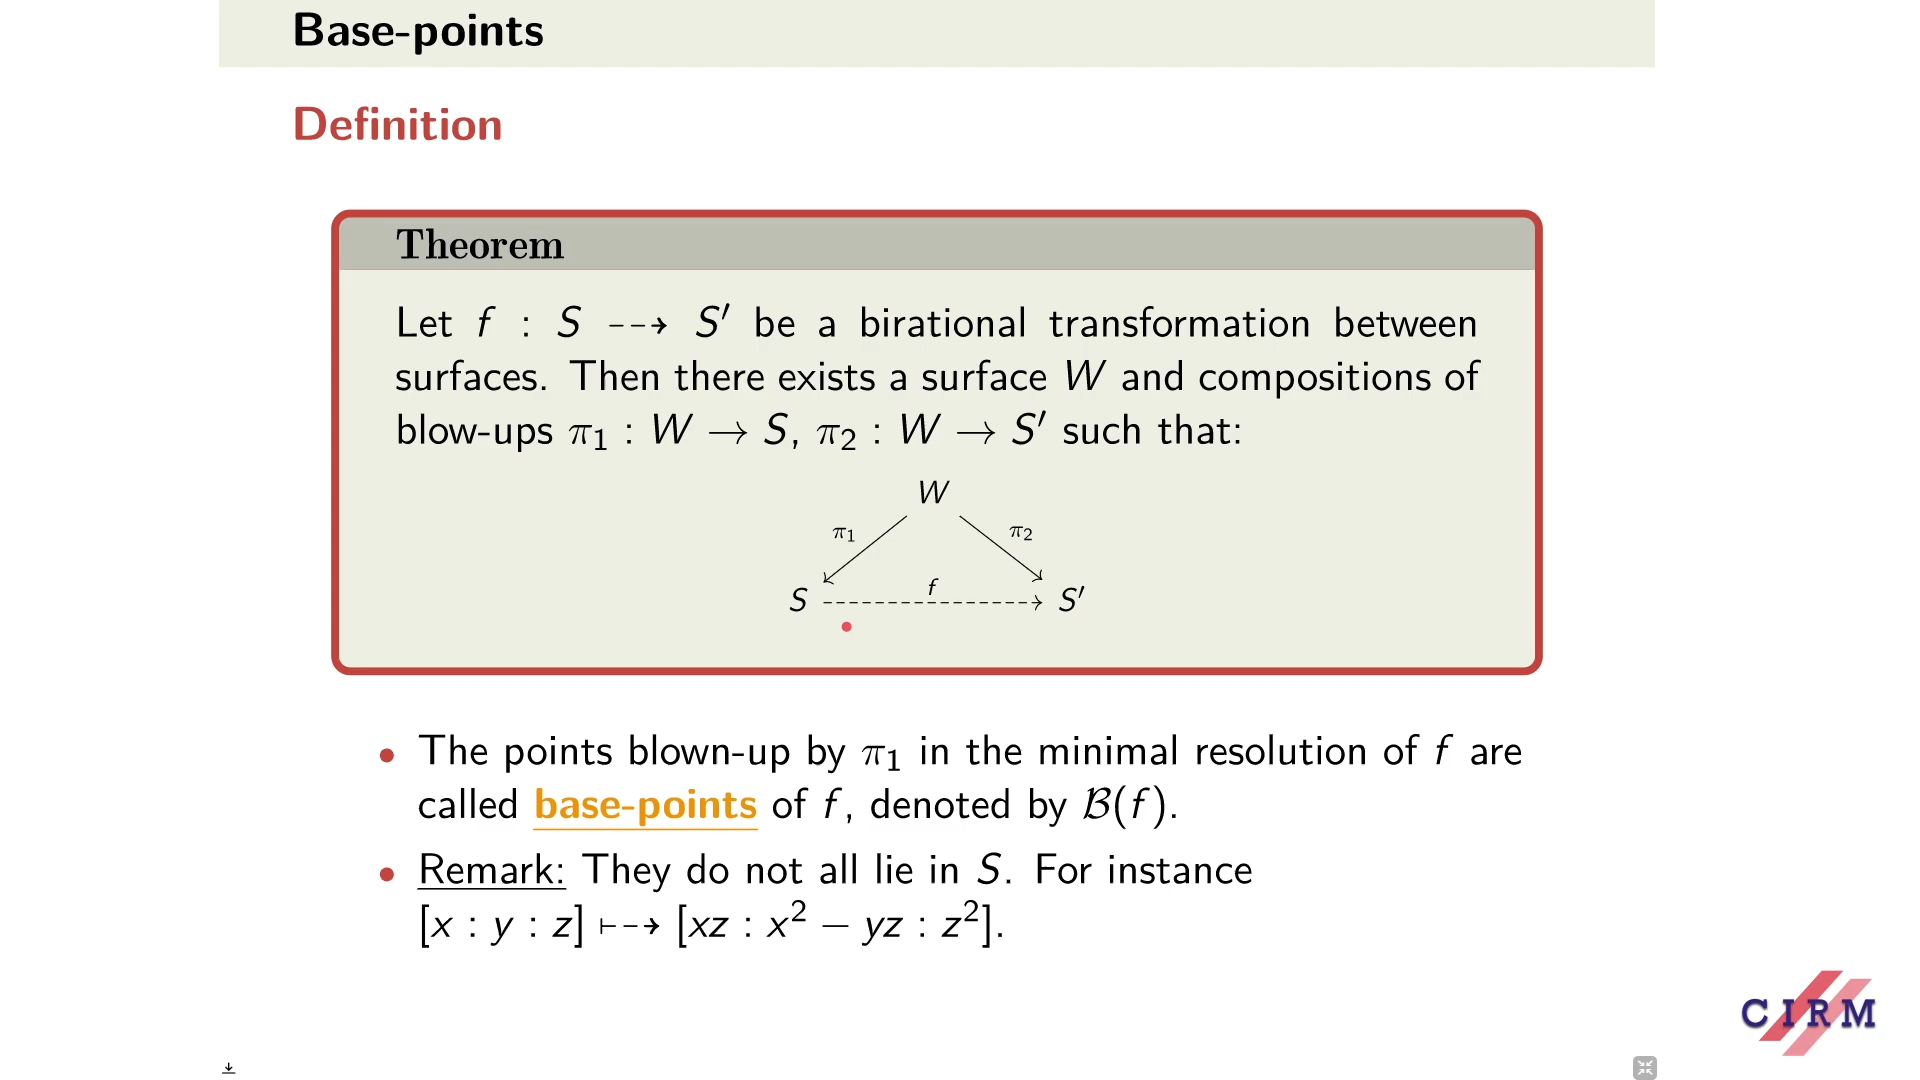 Base-points
Definition
Theorem
Let f : S ⇢ S′ be a birational transformation between
surfaces. Then there exists a surface W and compositions of
blow-ups π₁ : W → S, π₂ : W → S′ such that:
W
π₁ π₂
f
S S′
• The points blown-up by π₁ in the minimal resolution of f are
called base-points of f, denoted by ℬ(f).
• Remark: They do not all lie in S. For instance
[x : y : z] ⤏ [xz : x² − yz : z²].
CIRM